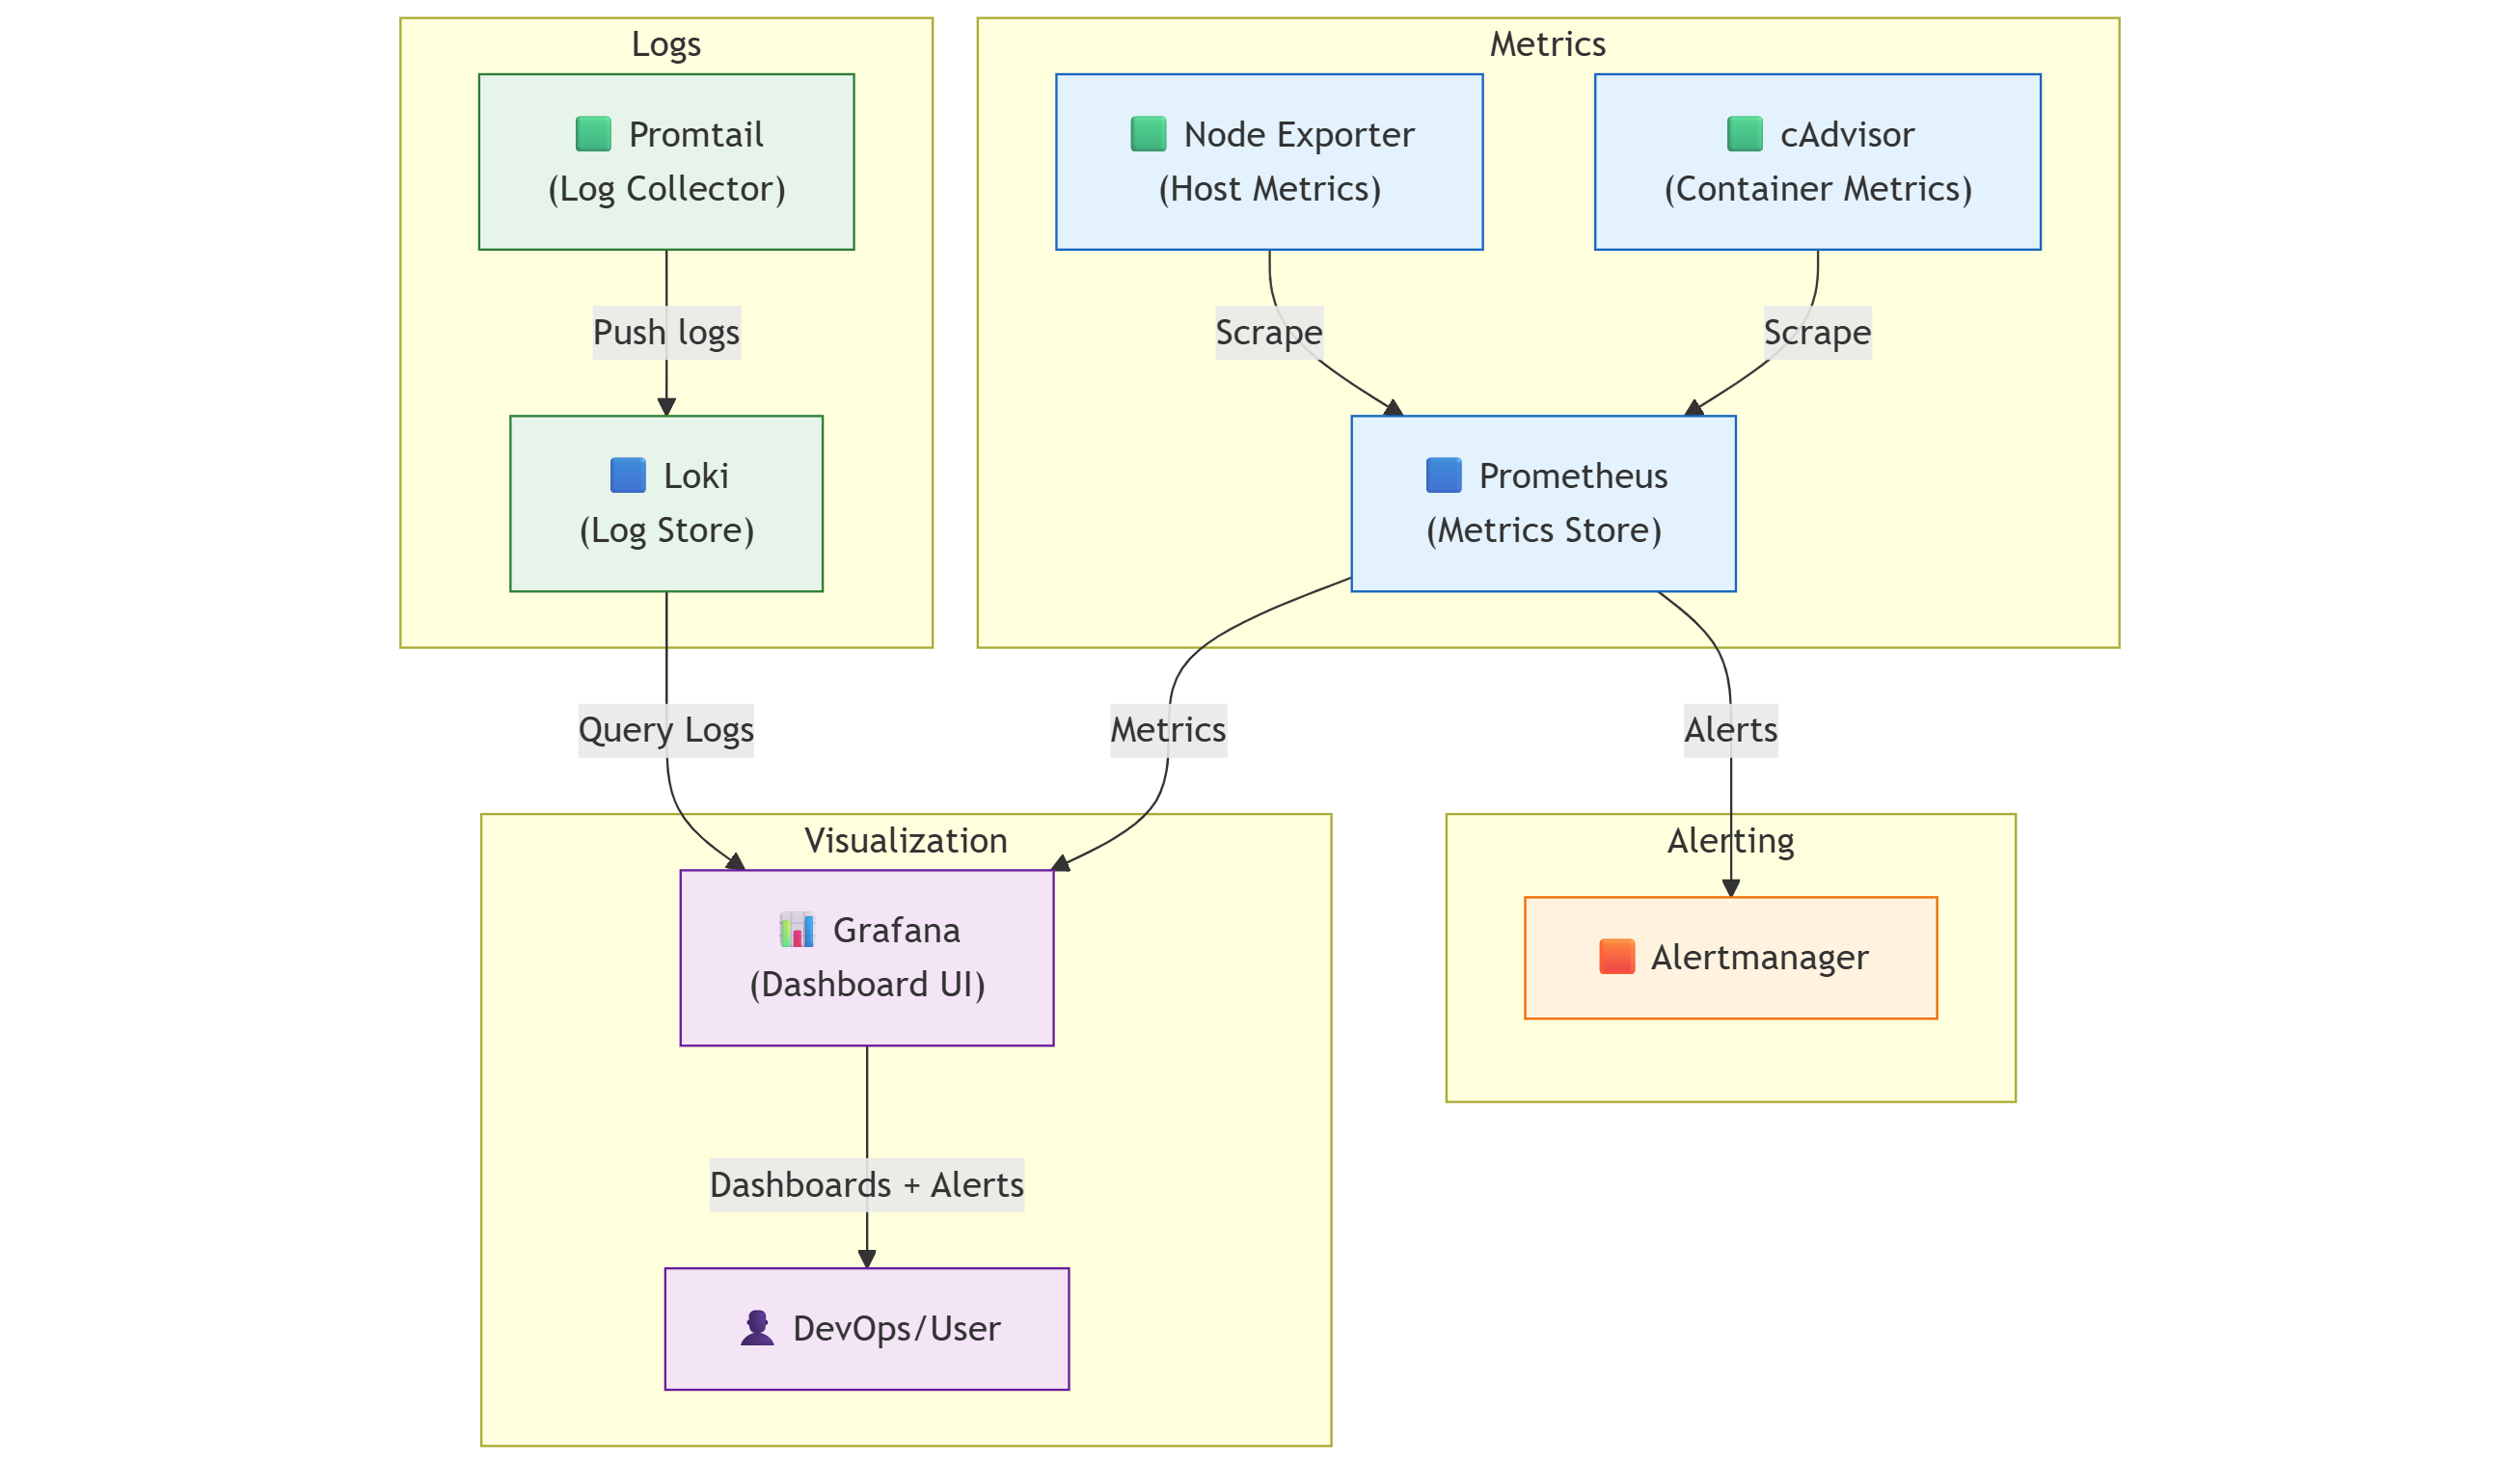 Logs
Metrics
Promtail
(Log Collector)
Node Exporter
(Host Metrics)
cAdvisor
(Container Metrics)
Push logs
Scrape
Scrape
Loki
(Log Store)
Prometheus
(Metrics Store)
Query Logs
Metrics
Alerts
Visualization
Alerting
Grafana
(Dashboard UI)
Alertmanager
Dashboards + Alerts
DevOps/User